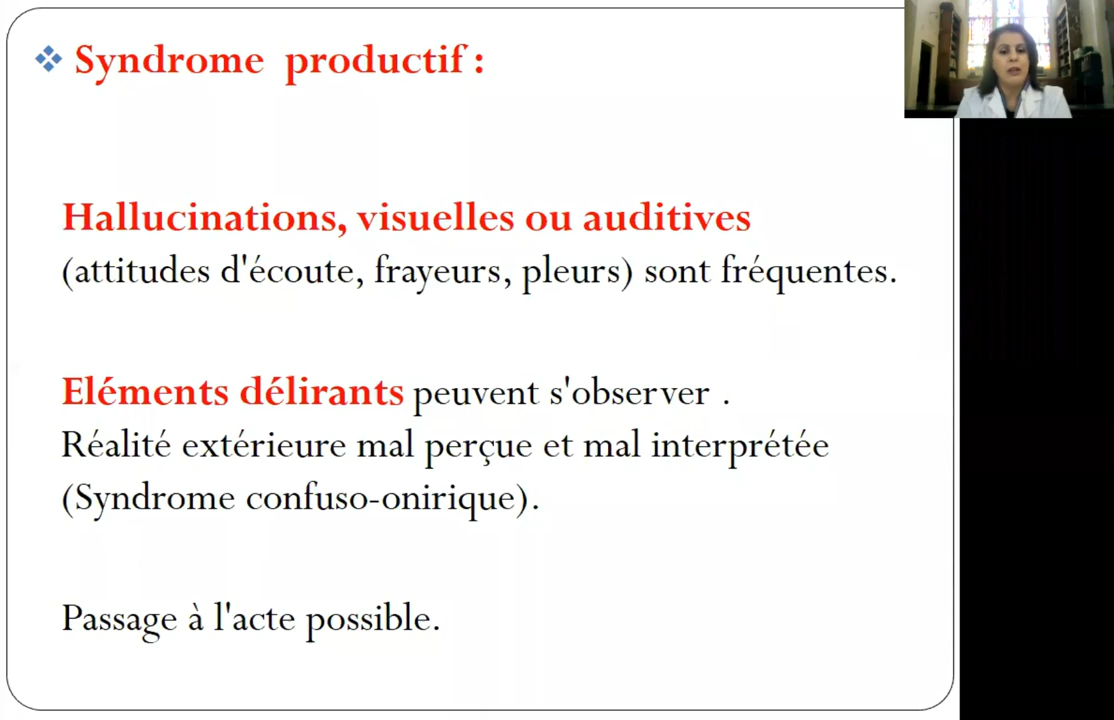 Syndrome productif :
Hallucinations, visuelles ou auditives
(attitudes d'écoute, frayeurs, pleurs) sont fréquentes.
Eléments délirants peuvent s'observer .
Réalité extérieure mal perçue et mal interprétée
(Syndrome confuso-onirique).
Passage à l'acte possible.